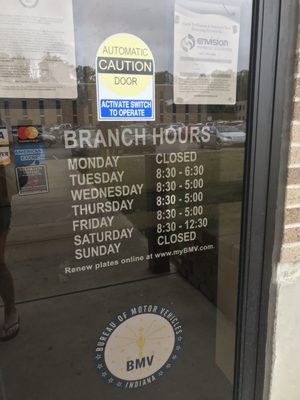 AUTOMATIC
CAUTION
DOOR
ACTIVATE SWITCH
TO OPERATE
ENVISION
BRANCH HOURS
MONDAY CLOSED
TUESDAY 8:30 - 6:30
WEDNESDAY 8:30 - 5:00
THURSDAY 8:30 - 5:00
FRIDAY 8:30 - 5:00
SATURDAY 8:30 - 12:30
SUNDAY CLOSED
Renew plates online at www.myBMV.com.
BUREAU OF MOTOR VEHICLES
BMV
INDIANA